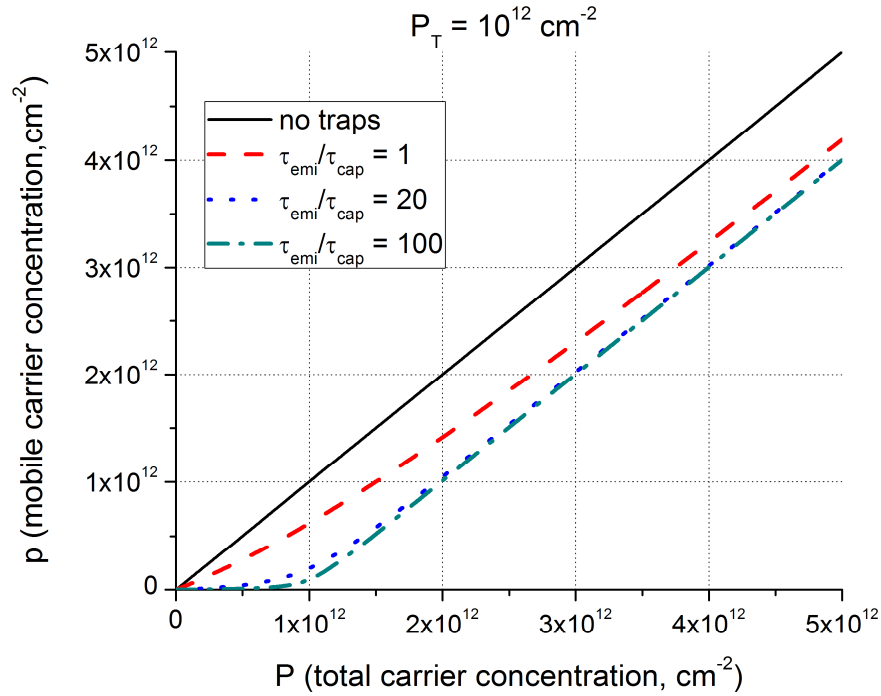 P_T = 10^12 cm^-2
p (mobile carrier concentration,cm^-2)
5x10^12
4x10^12
3x10^12
2x10^12
1x10^12
0
no traps
τ_emi/τ_cap = 1
τ_emi/τ_cap = 20
τ_emi/τ_cap = 100
0
1x10^12
2x10^12
3x10^12
4x10^12
5x10^12
P (total carrier concentration, cm^-2)